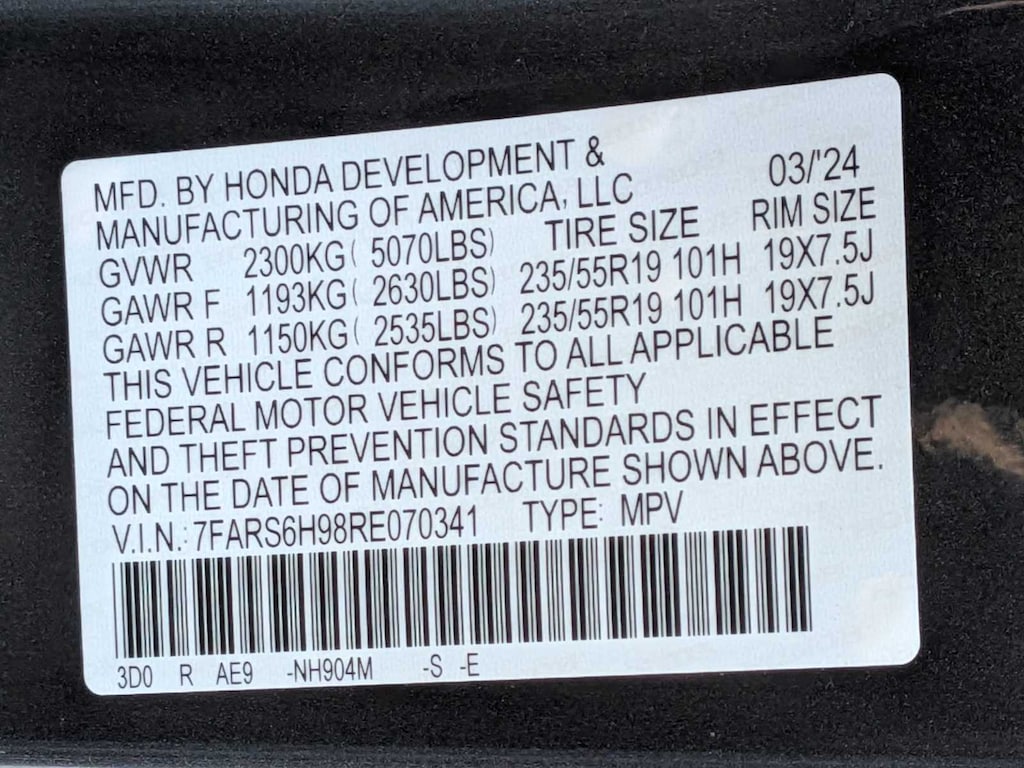 MFD. BY HONDA DEVELOPMENT &
MANUFACTURING OF AMERICA, LLC 03/'24
GVWR 2300KG( 5070LBS) TIRE SIZE RIM SIZE
GAWR F 1193KG( 2630LBS) 235/55R19 101H 19X7.5J
GAWR R 1150KG( 2535LBS) 235/55R19 101H 19X7.5J
THIS VEHICLE CONFORMS TO ALL APPLICABLE
FEDERAL MOTOR VEHICLE SAFETY
AND THEFT PREVENTION STANDARDS IN EFFECT
ON THE DATE OF MANUFACTURE SHOWN ABOVE.
V.I.N.: 7FARS6H98RE070341 TYPE: MPV
3D0 R AE9 -NH904M -S -E